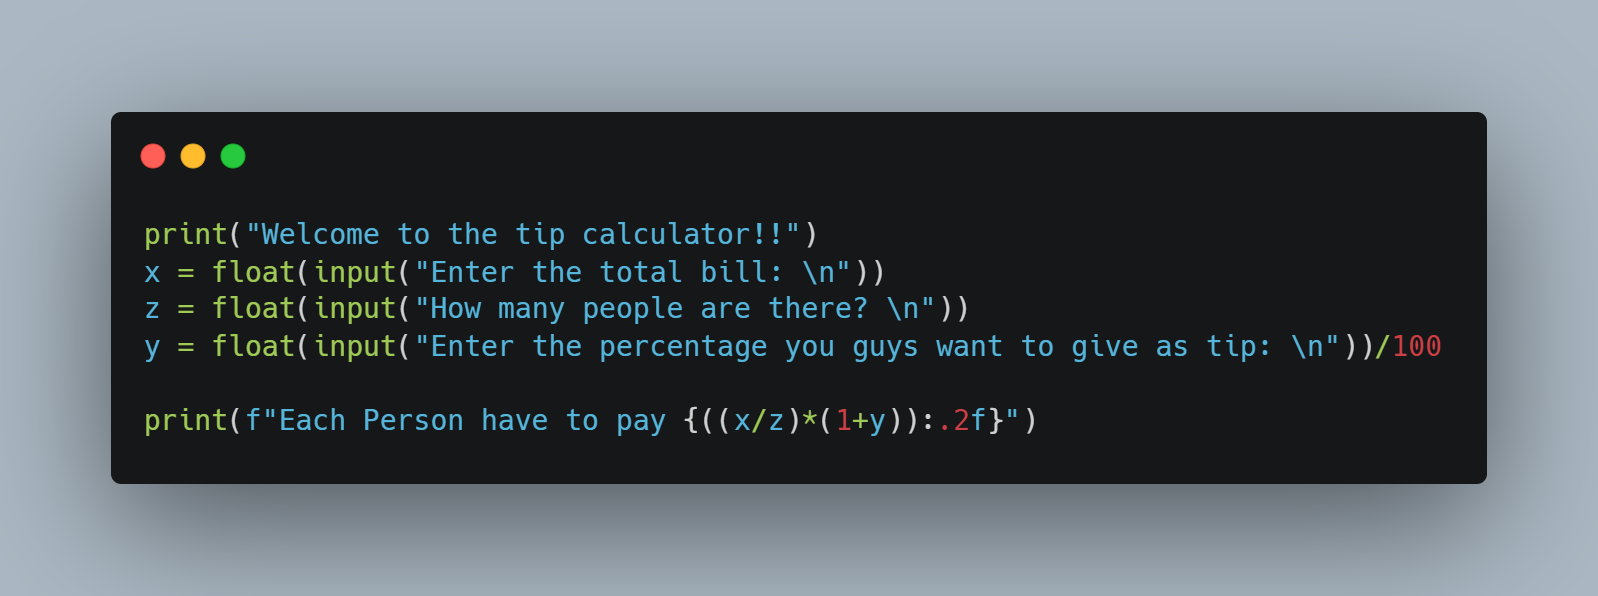 print("Welcome to the tip calculator!!")
x = float(input("Enter the total bill: \n"))
z = float(input("How many people are there? \n"))
y = float(input("Enter the percentage you guys want to give as tip: \n"))/100
print(f"Each Person have to pay {((x/z)*(1+y)):.2f}")